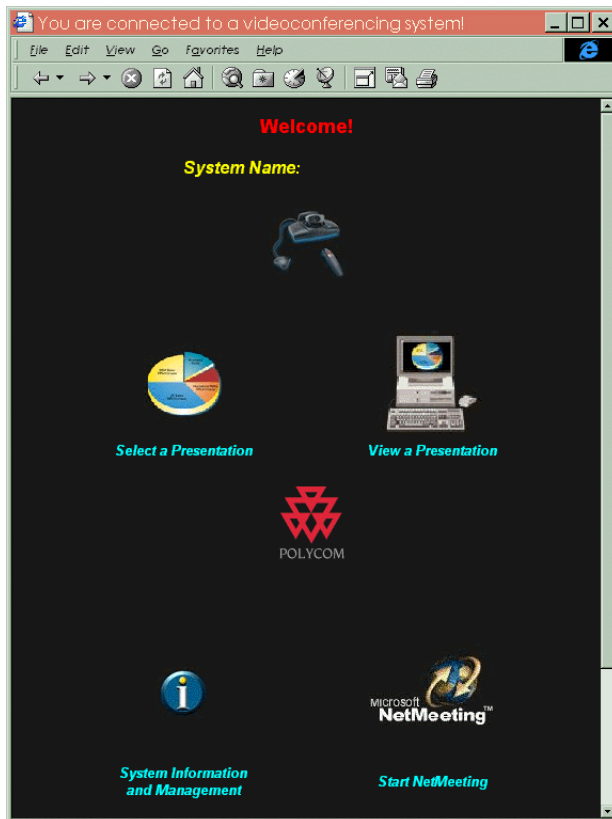 You are connected to a videoconferencing system!
File Edit View Go Favorites Help
Welcome!
System Name:
Select a Presentation
View a Presentation
POLYCOM
Microsoft
NetMeeting™
System Information
and Management
Start NetMeeting